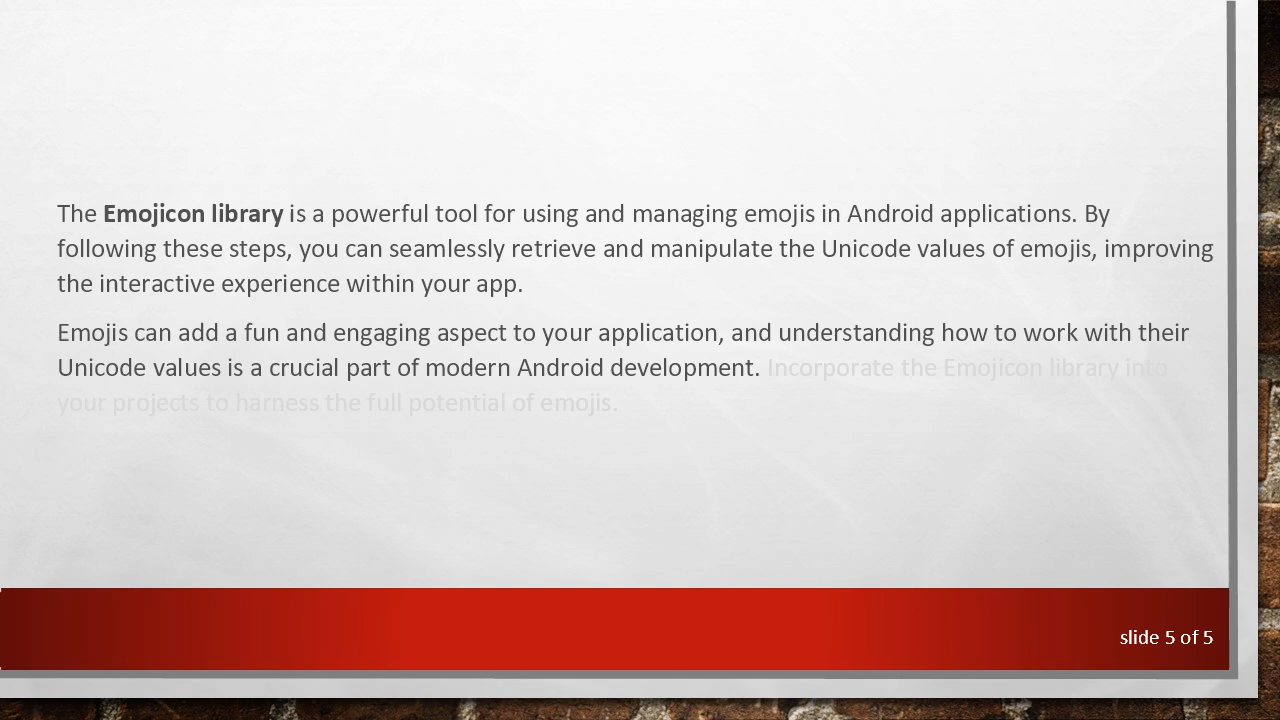 The Emojicon library is a powerful tool for using and managing emojis in Android applications. By
following these steps, you can seamlessly retrieve and manipulate the Unicode values of emojis, improving
the interactive experience within your app.
Emojis can add a fun and engaging aspect to your application, and understanding how to work with their
Unicode values is a crucial part of modern Android development. Incorporate the Emojicon library into
your projects to harness the full potential of emojis.
slide 5 of 5